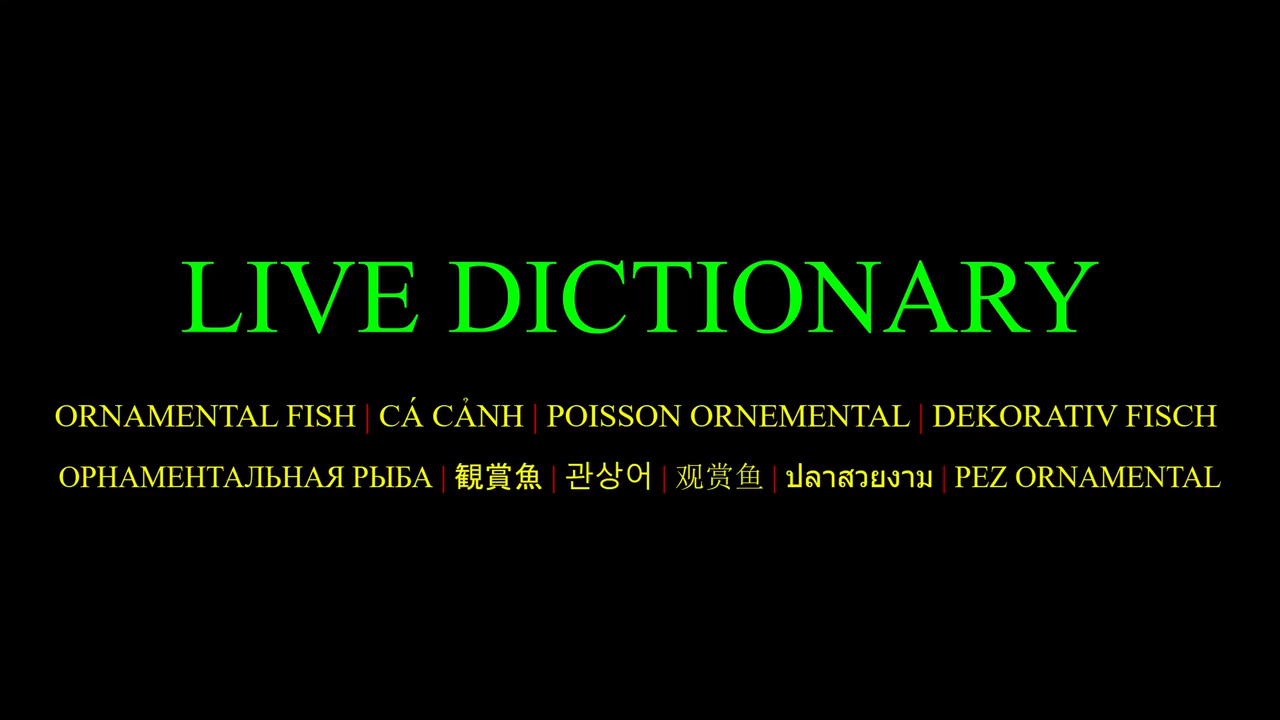 LIVE DICTIONARY
ORNAMENTAL FISH | CÁ CẢNH | POISSON ORNEMENTAL | DEKORATIV FISCH
ОРНАМЕНТАЛЬНАЯ РЫБА | 観賞魚 | 관상어 | 观赏鱼 | ปลาสวยงาม | PEZ ORNAMENTAL